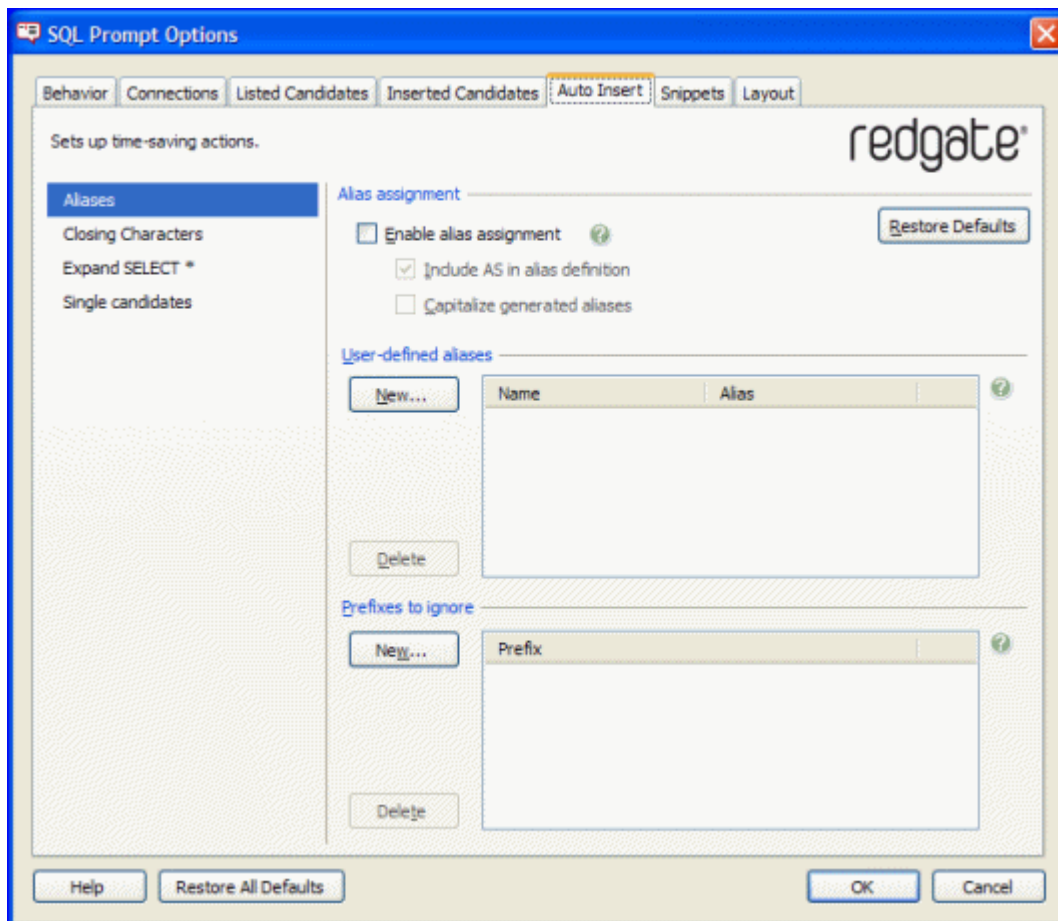 SQL Prompt Options
Behavior Connections Listed Candidates Inserted Candidates Auto Insert Snippets Layout
Sets up time-saving actions.
redgate®
Aliases
Closing Characters
Expand SELECT *
Single candidates
Alias assignment
Restore Defaults
Enable alias assignment
Include AS in alias definition
Capitalize generated aliases
User-defined aliases
New...
Name Alias
Delete
Prefixes to ignore
New...
Prefix
Delete
Help Restore All Defaults OK Cancel